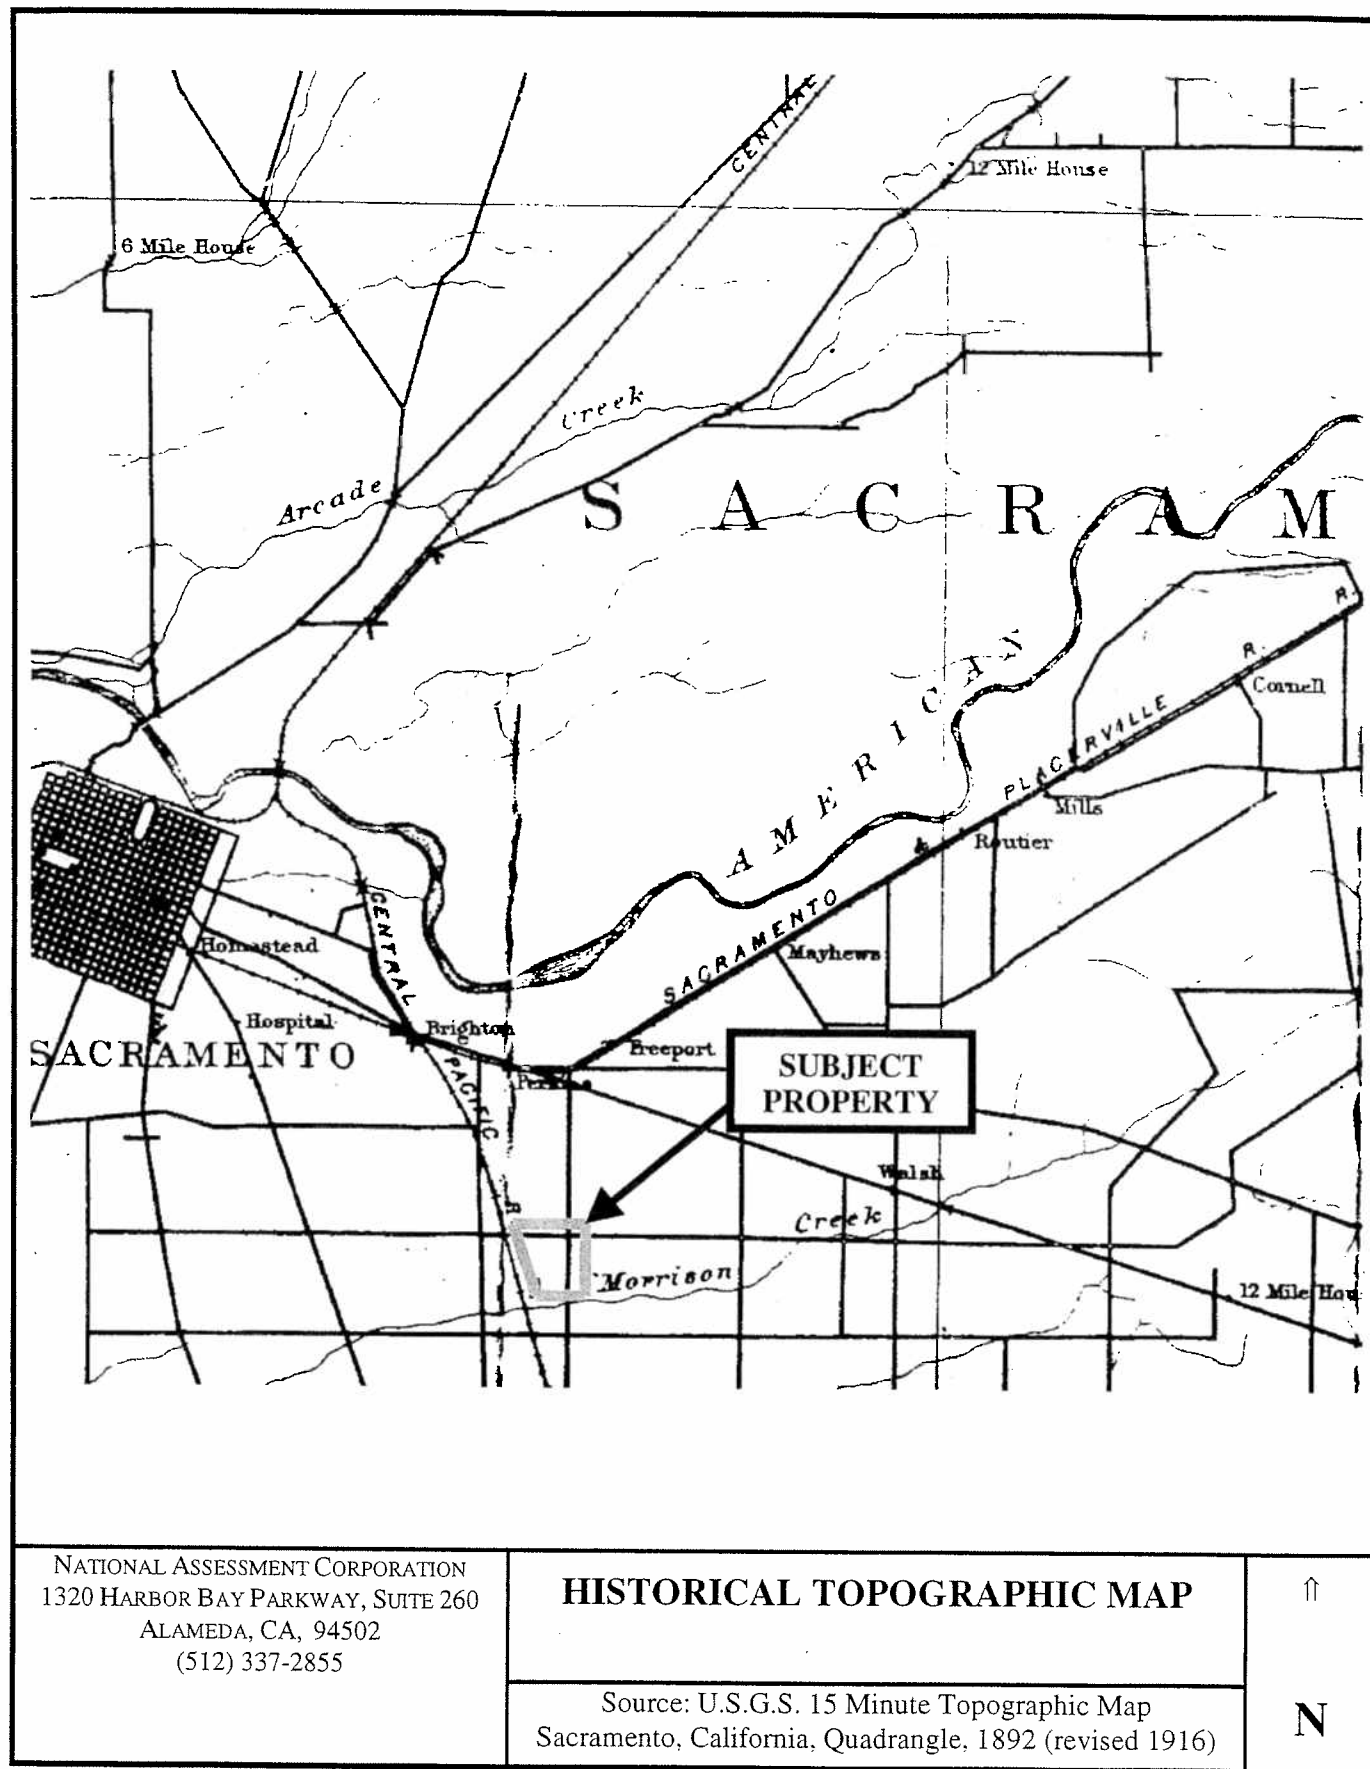 CENTRAL
12 Mile House
6 Mile House
Creek
Arcade
S A C R A M
AMERICAN
R.
R.
Cornell
PLACERVILLE
Mills
Routier
SACRAMENTO
Mayhews
CENTRAL
Homestead
Hospital
Brighton
SACRAMENTO
Freeport
PACIFIC
R
SUBJECT
PROPERTY
Walsh
Creek
Morrison
12 Mile Hou
NATIONAL ASSESSMENT CORPORATION
1320 HARBOR BAY PARKWAY, SUITE 260
ALAMEDA, CA, 94502
(512) 337-2855
HISTORICAL TOPOGRAPHIC MAP
Source: U.S.G.S. 15 Minute Topographic Map
Sacramento, California, Quadrangle, 1892 (revised 1916)
⇑
N